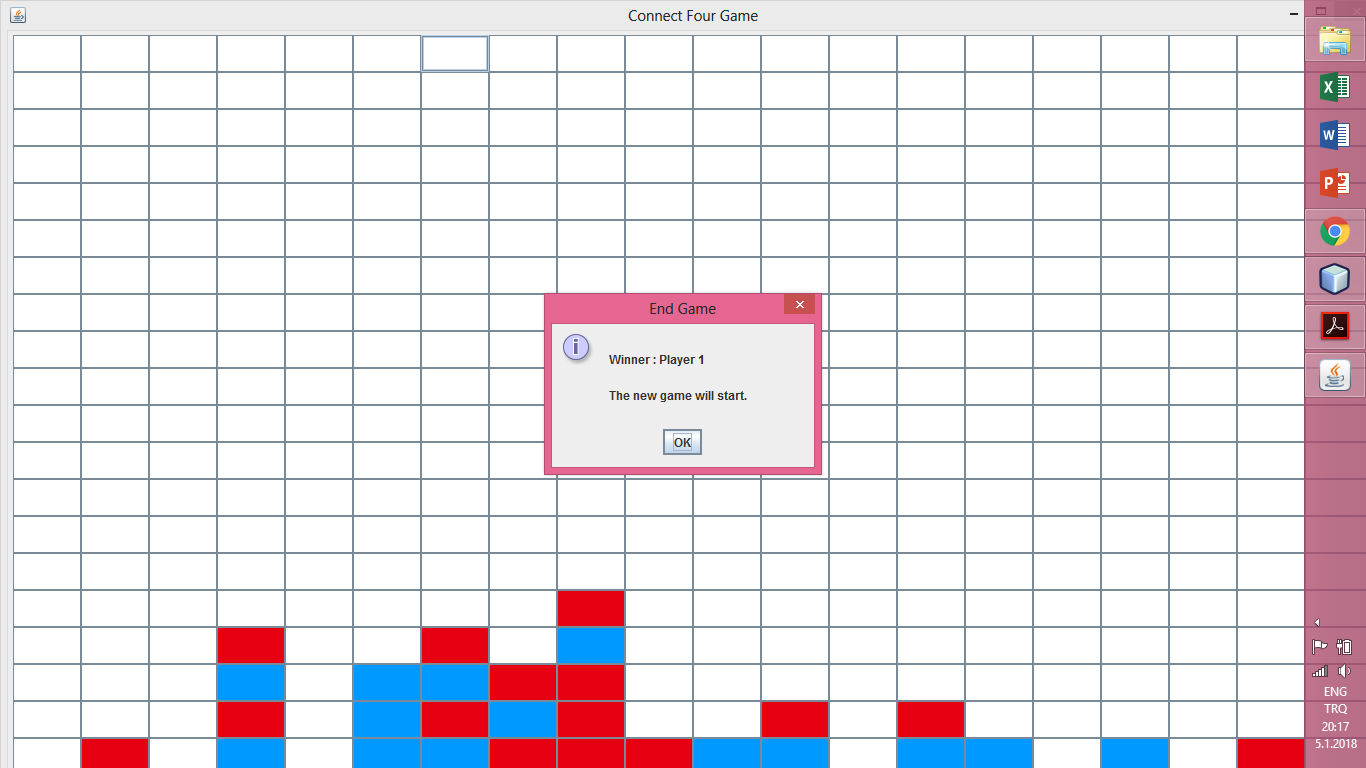 Connect Four Game
End Game
Winner : Player 1
The new game will start.
OK
ENG
TRQ
20:17
5.1.2018